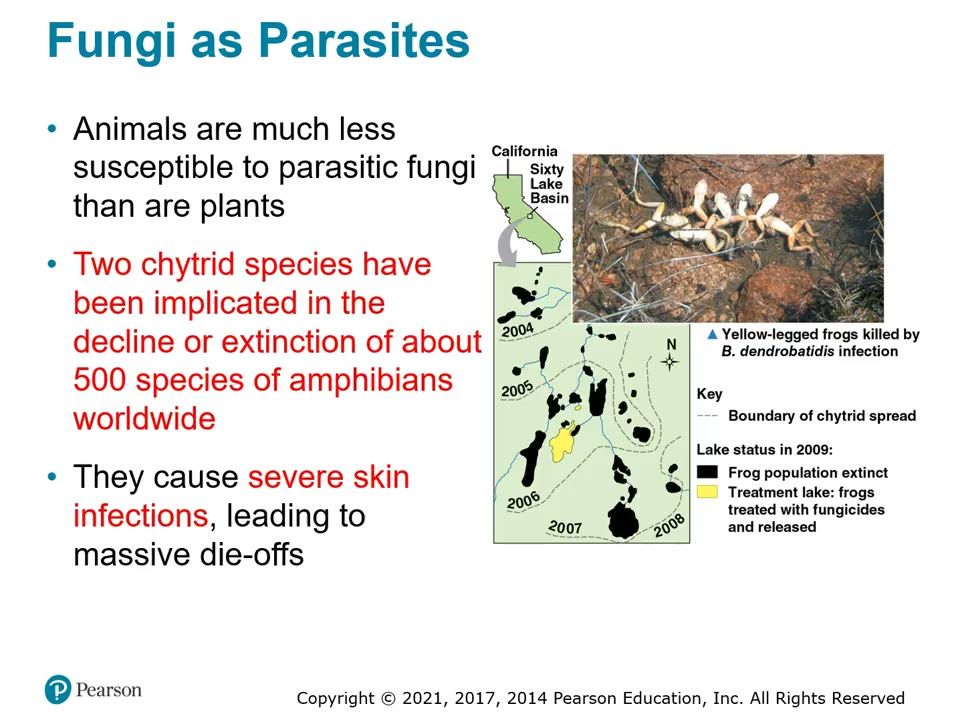 Fungi as Parasites
• Animals are much less
susceptible to parasitic fungi
than are plants
• Two chytrid species have
been implicated in the
decline or extinction of about
500 species of amphibians
worldwide
• They cause severe skin
infections, leading to
massive die-offs
California
Sixty
Lake
Basin
2004
2005
2006
2007
2008
N
▲ Yellow-legged frogs killed by
B. dendrobatidis infection
Key
Boundary of chytrid spread
Lake status in 2009:
Frog population extinct
Treatment lake: frogs
treated with fungicides
and released
P Pearson
Copyright © 2021, 2017, 2014 Pearson Education, Inc. All Rights Reserved